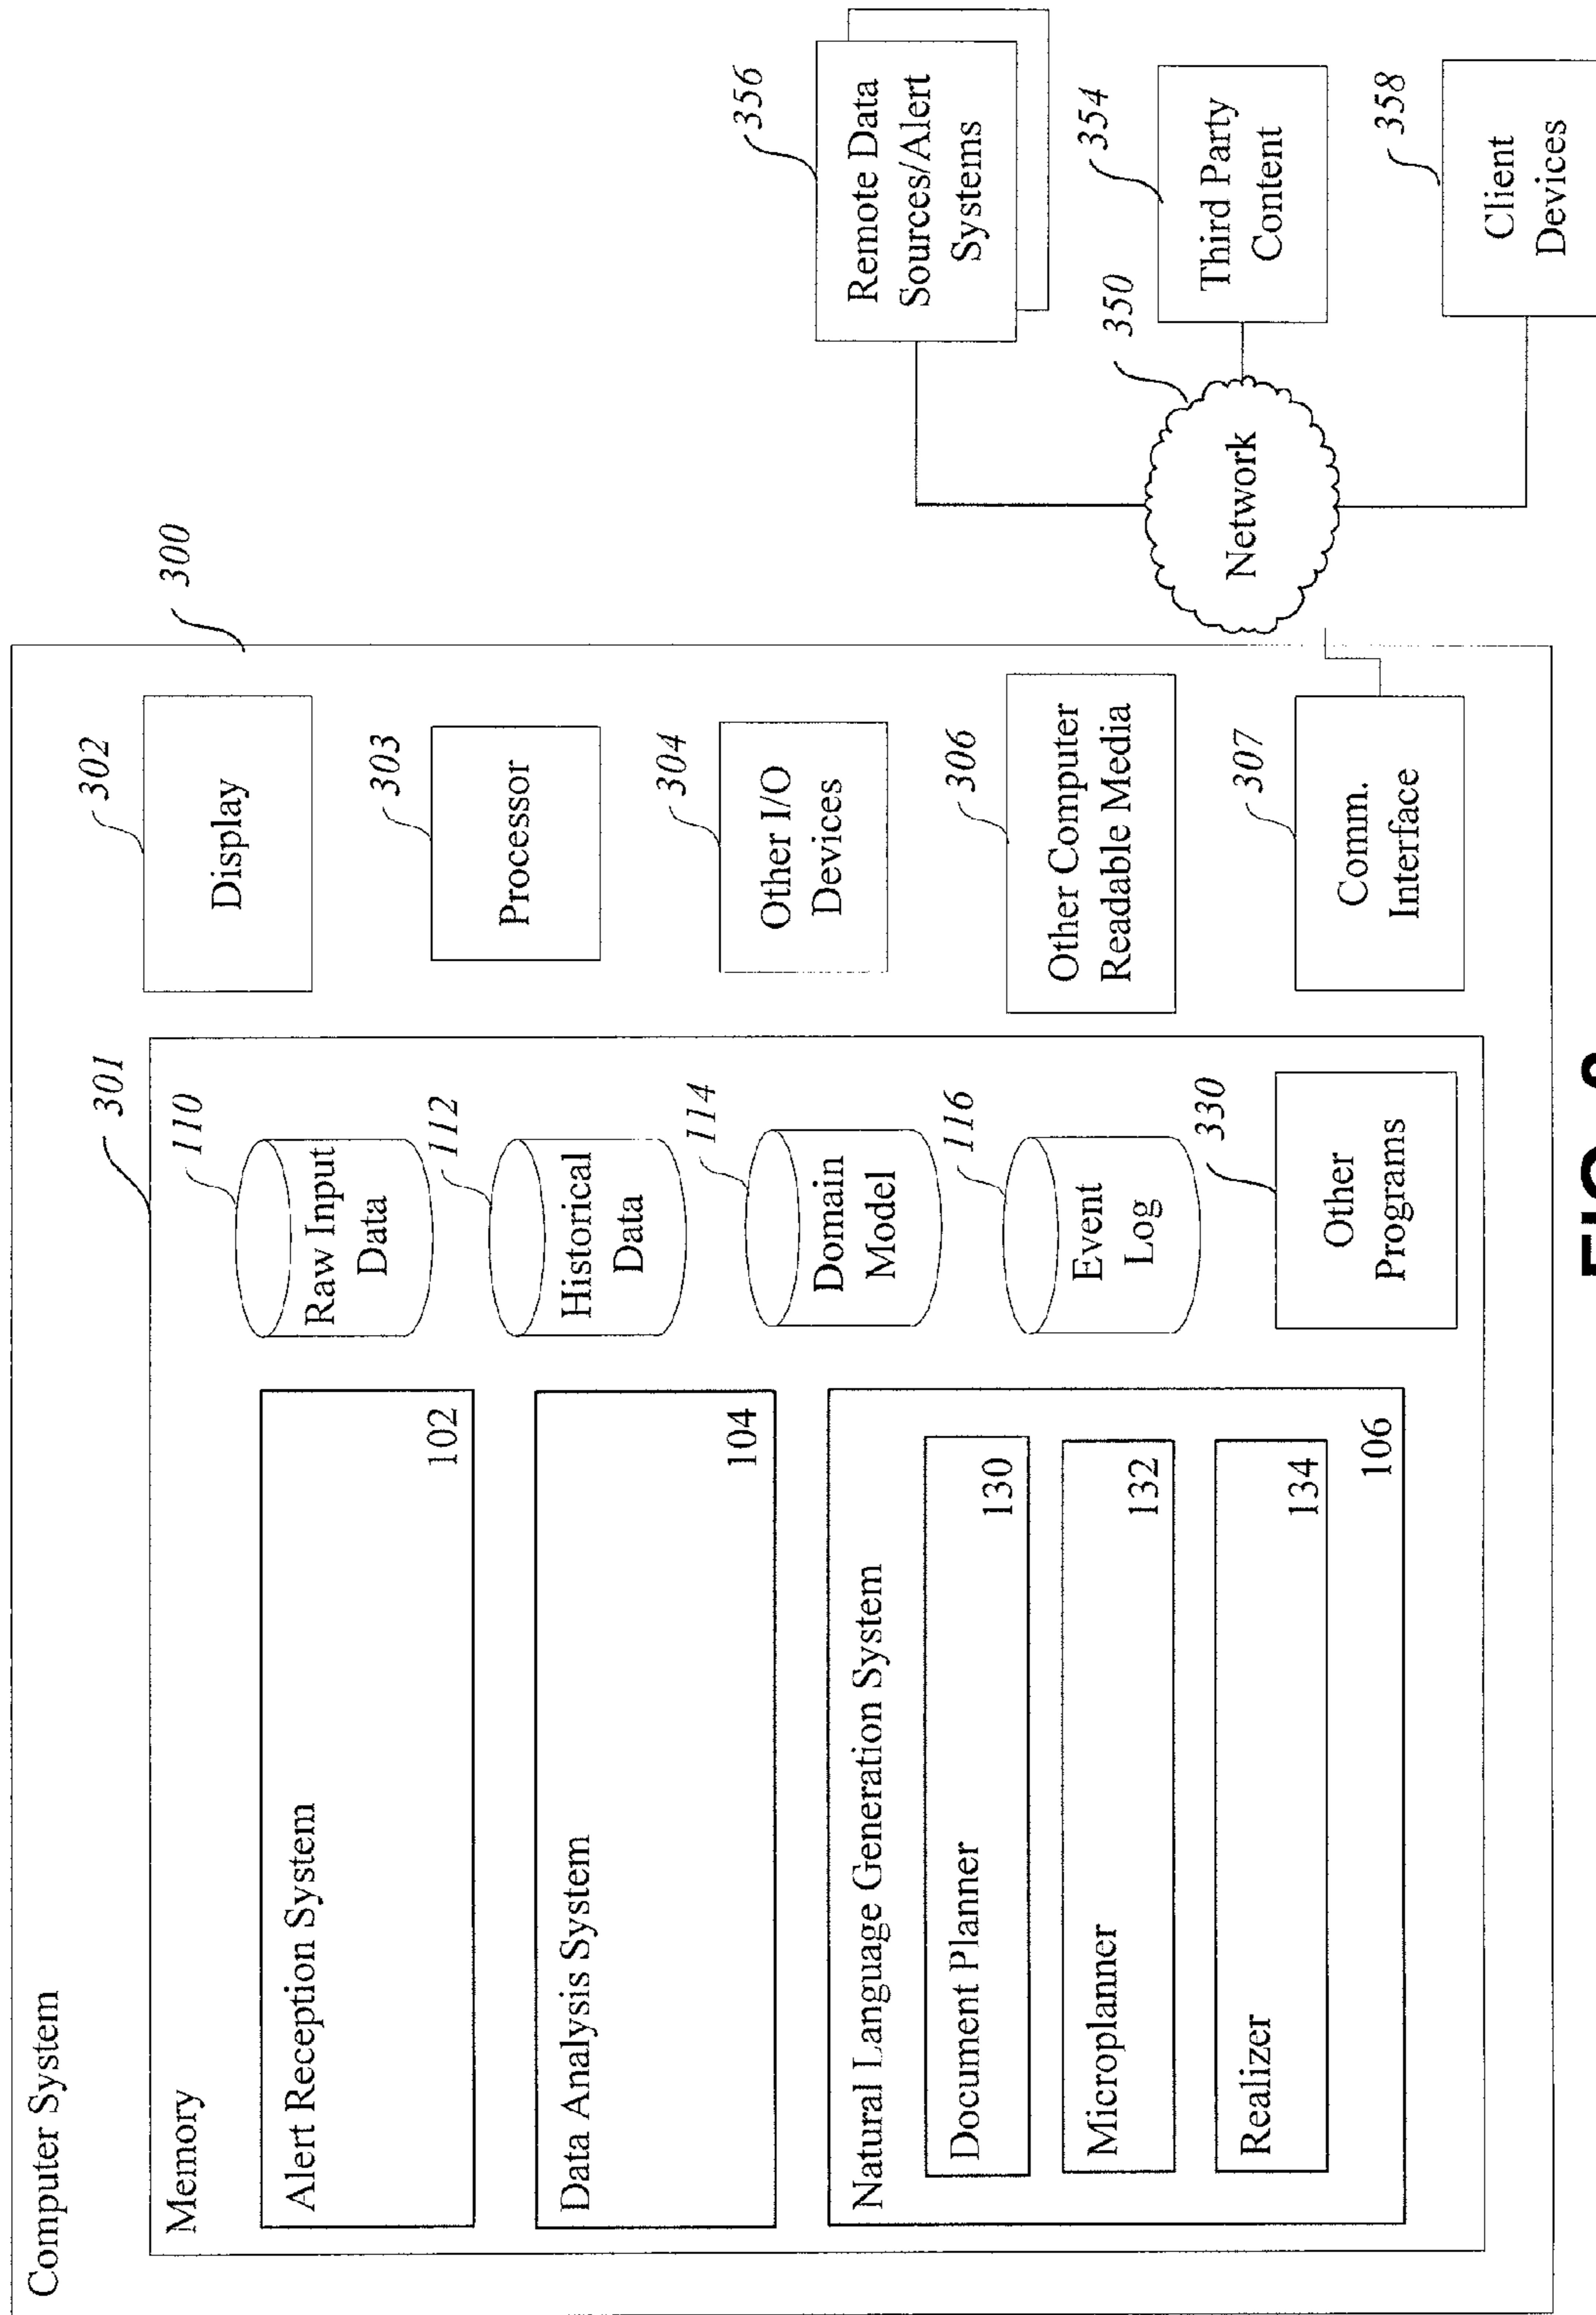 Computer System
300
Memory
301
Alert Reception System
102
Data Analysis System
104
Natural Language Generation System
Document Planner
130
Microplanner
132
Realizer
134
106
110
Raw Input
Data
112
Historical
Data
114
Domain
Model
116
Event
Log
330
Other
Programs
302
Display
303
Processor
304
Other I/O
Devices
306
Other Computer
Readable Media
307
Comm.
Interface
350
Network
356
Remote Data
Sources/Alert
Systems
354
Third Party
Content
358
Client
Devices
FIG.